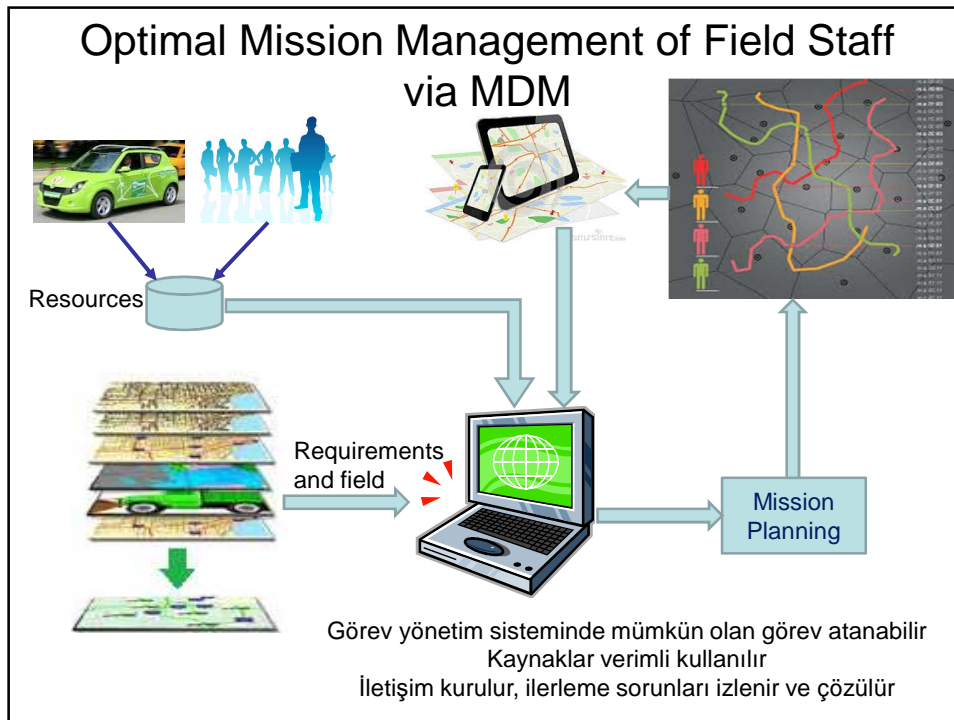 Optimal Mission Management of Field Staff
via MDM
Resources
Requirements
and field
Mission
Planning
Görev yönetim sisteminde mümkün olan görev atanabilir
Kaynaklar verimli kullanılır
İletişim kurulur, ilerleme sorunları izlenir ve çözülür